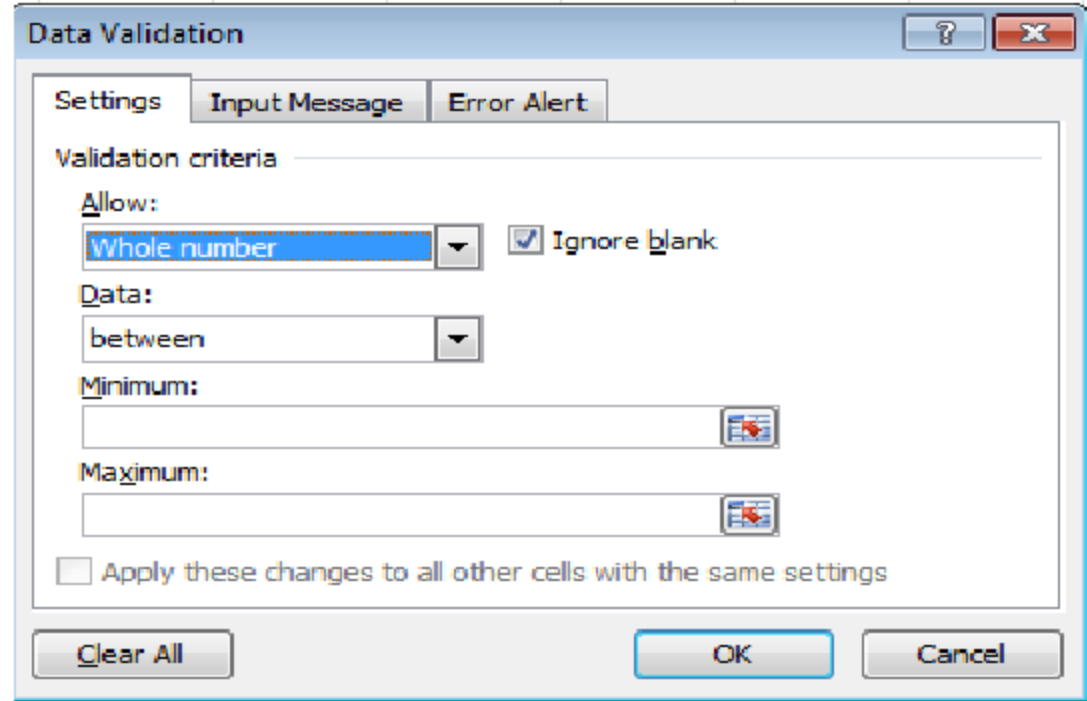 Data Validation
Settings Input Message Error Alert
Validation criteria
Allow:
Whole number Ignore blank
Data:
between
Minimum:
Maximum:
Apply these changes to all other cells with the same settings
Clear All OK Cancel